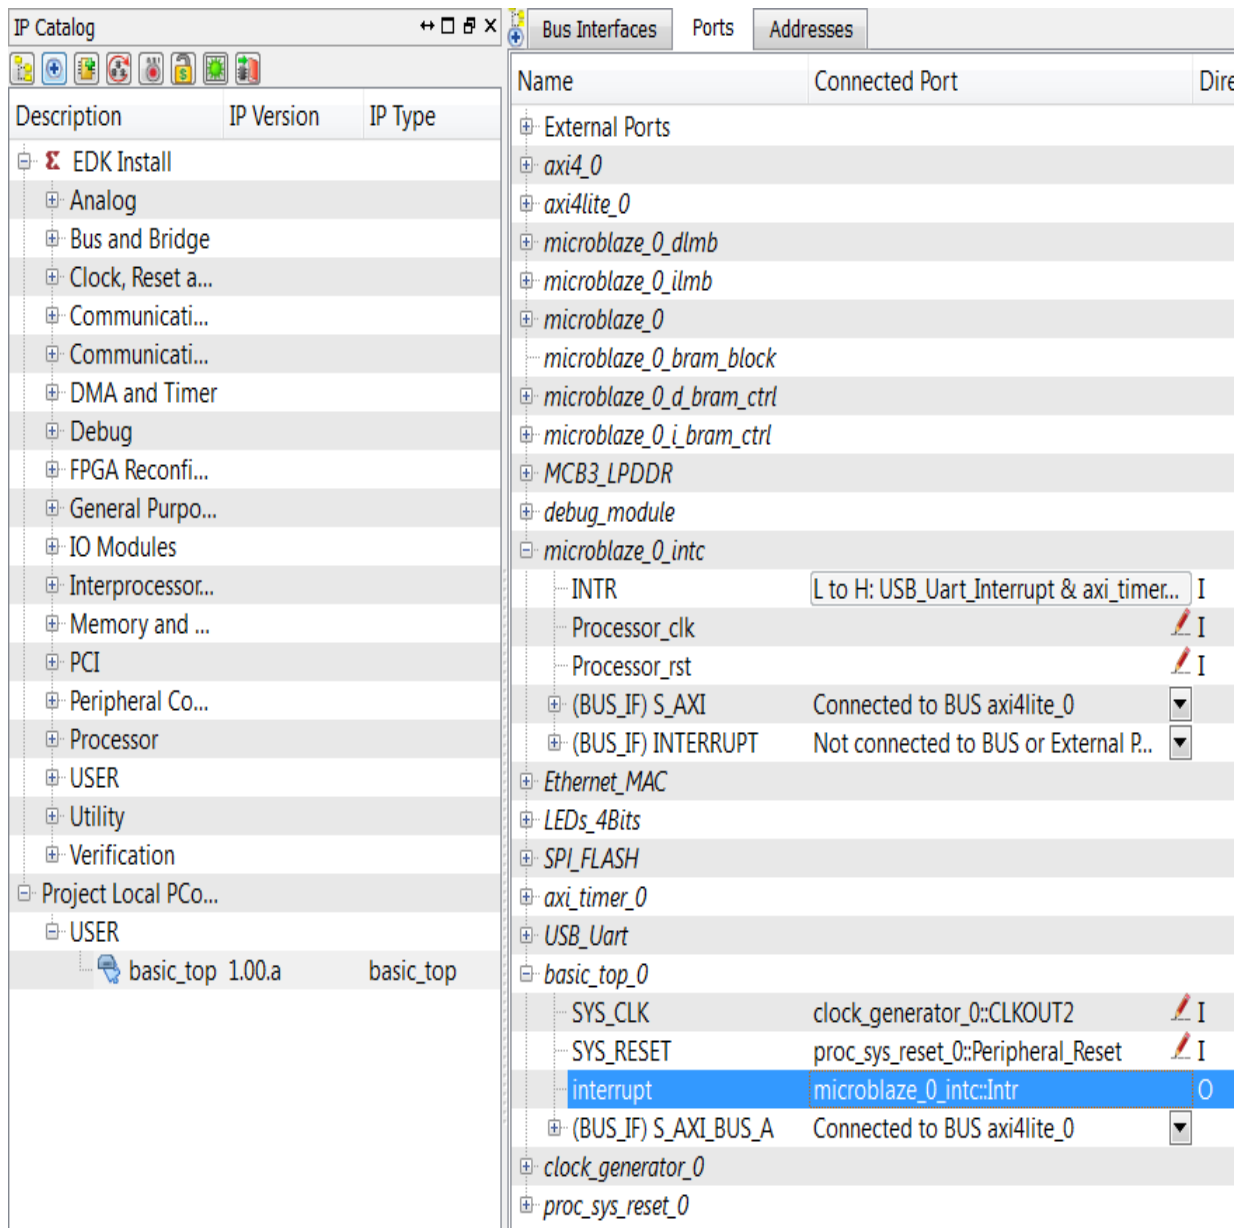 IP Catalog
Description IP Version IP Type
EDK Install
Analog
Bus and Bridge
Clock, Reset a...
Communicati...
Communicati...
DMA and Timer
Debug
FPGA Reconfi...
General Purpo...
IO Modules
Interprocessor...
Memory and ...
PCI
Peripheral Co...
Processor
USER
Utility
Verification
Project Local PCo...
USER
basic_top 1.00.a basic_top
Bus Interfaces Ports Addresses
Name Connected Port Dire
External Ports
axi4_0
axi4lite_0
microblaze_0_dlmb
microblaze_0_ilmb
microblaze_0
microblaze_0_bram_block
microblaze_0_d_bram_ctrl
microblaze_0_i_bram_ctrl
MCB3_LPDDR
debug_module
microblaze_0_intc
INTR L to H: USB_Uart_Interrupt & axi_timer... I
Processor_clk I
Processor_rst I
(BUS_IF) S_AXI Connected to BUS axi4lite_0
(BUS_IF) INTERRUPT Not connected to BUS or External P...
Ethernet_MAC
LEDs_4Bits
SPI_FLASH
axi_timer_0
USB_Uart
basic_top_0
SYS_CLK clock_generator_0::CLKOUT2 I
SYS_RESET proc_sys_reset_0::Peripheral_Reset I
interrupt microblaze_0_intc::Intr O
(BUS_IF) S_AXI_BUS_A Connected to BUS axi4lite_0
clock_generator_0
proc_sys_reset_0